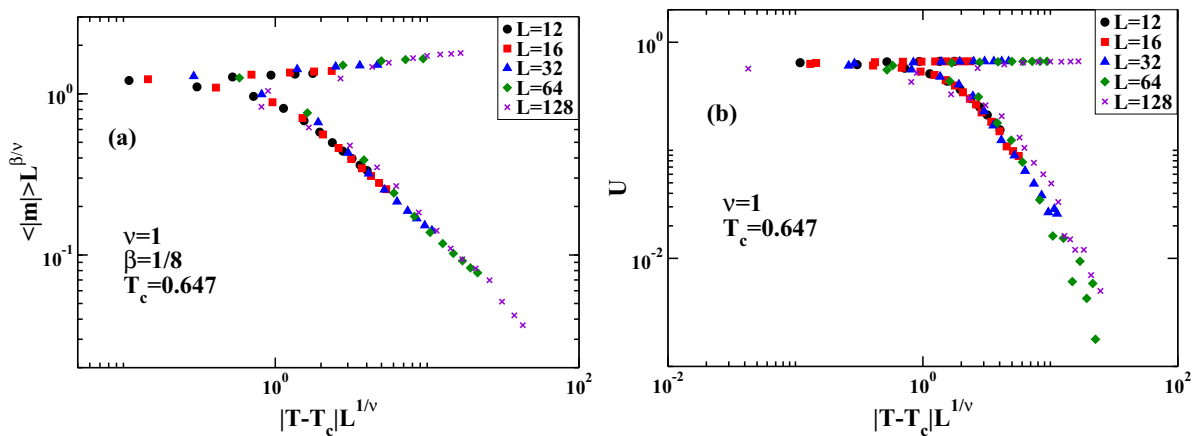 <|m|>L^{β/ν}
10^0
10^{-1}
(a)
ν=1
β=1/8
T_c=0.647
L=12
L=16
L=32
L=64
L=128
10^0
10^1
10^2
|T-T_c|L^{1/ν}
U
10^0
10^{-2}
(b)
ν=1
T_c=0.647
L=12
L=16
L=32
L=64
L=128
10^{-2}
10^0
10^2
|T-T_c|L^{1/ν}